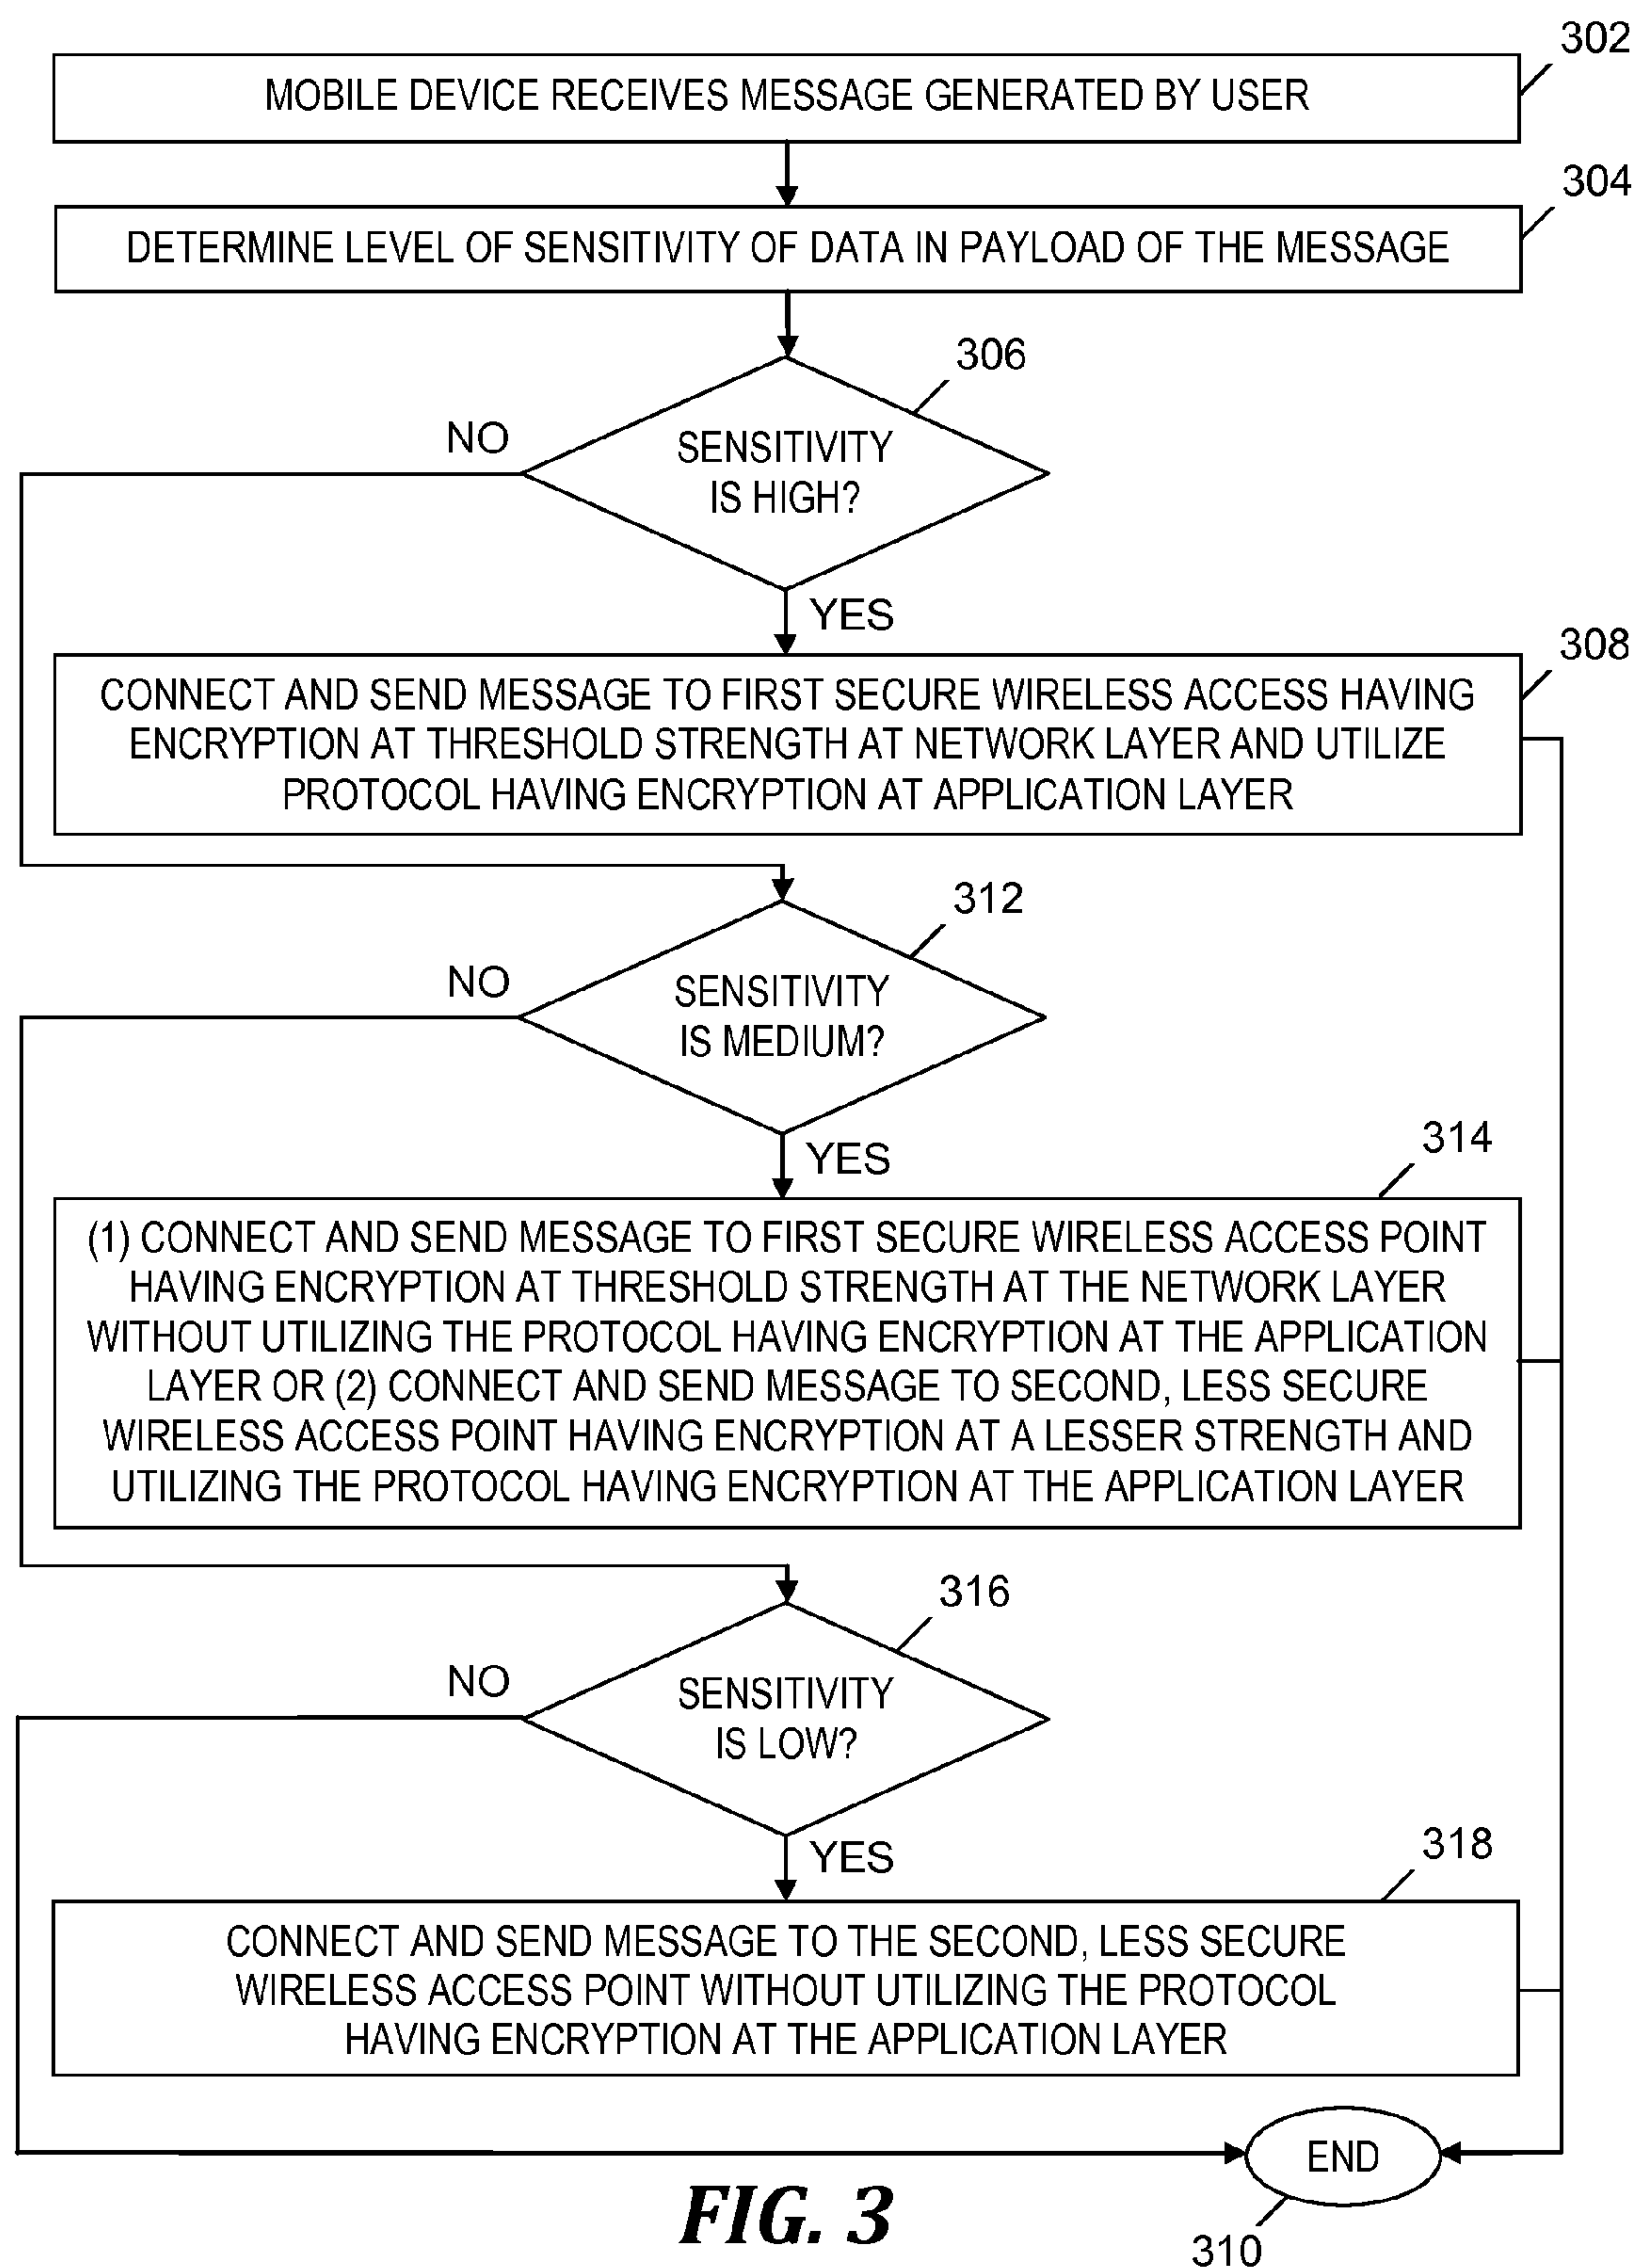 302
MOBILE DEVICE RECEIVES MESSAGE GENERATED BY USER
304
DETERMINE LEVEL OF SENSITIVITY OF DATA IN PAYLOAD OF THE MESSAGE
306
NO
SENSITIVITY
IS HIGH?
YES
308
CONNECT AND SEND MESSAGE TO FIRST SECURE WIRELESS ACCESS HAVING
ENCRYPTION AT THRESHOLD STRENGTH AT NETWORK LAYER AND UTILIZE
PROTOCOL HAVING ENCRYPTION AT APPLICATION LAYER
312
NO
SENSITIVITY
IS MEDIUM?
YES
314
(1) CONNECT AND SEND MESSAGE TO FIRST SECURE WIRELESS ACCESS POINT
HAVING ENCRYPTION AT THRESHOLD STRENGTH AT THE NETWORK LAYER
WITHOUT UTILIZING THE PROTOCOL HAVING ENCRYPTION AT THE APPLICATION
LAYER OR (2) CONNECT AND SEND MESSAGE TO SECOND, LESS SECURE
WIRELESS ACCESS POINT HAVING ENCRYPTION AT A LESSER STRENGTH AND
UTILIZING THE PROTOCOL HAVING ENCRYPTION AT THE APPLICATION LAYER
316
NO
SENSITIVITY
IS LOW?
YES
318
CONNECT AND SEND MESSAGE TO THE SECOND, LESS SECURE
WIRELESS ACCESS POINT WITHOUT UTILIZING THE PROTOCOL
HAVING ENCRYPTION AT THE APPLICATION LAYER
END
FIG. 3
310